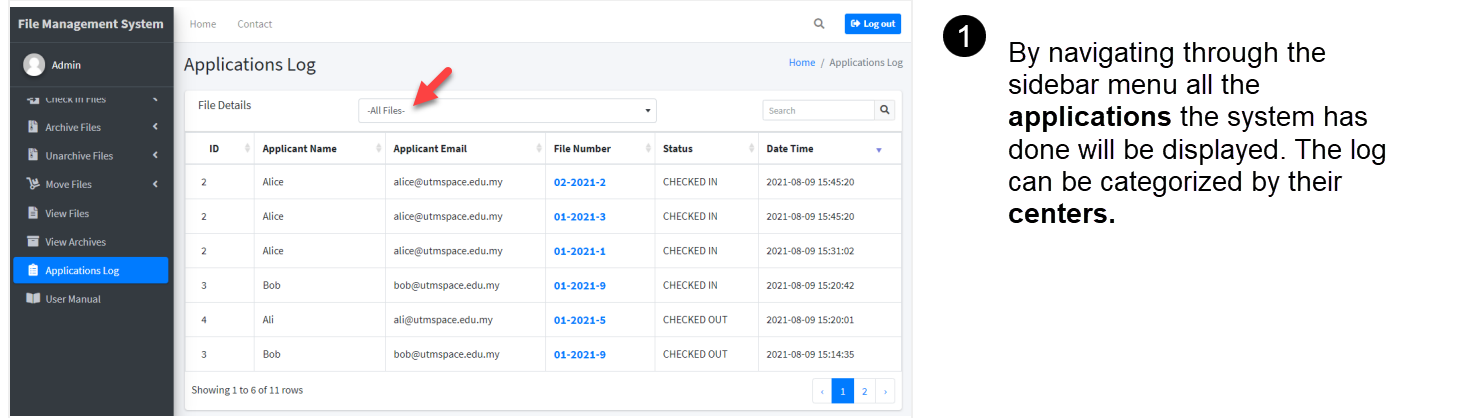 File Management System
Home Contact
Log out
Admin
Check In Files
Archive Files
Unarchive Files
Move Files
View Files
View Archives
Applications Log
User Manual
Applications Log
Home / Applications Log
File Details
-All Files-
Search
ID Applicant Name Applicant Email File Number Status Date Time
2 Alice alice@utmspace.edu.my 02-2021-2 CHECKED IN 2021-08-09 15:45:20
2 Alice alice@utmspace.edu.my 01-2021-3 CHECKED IN 2021-08-09 15:45:20
2 Alice alice@utmspace.edu.my 01-2021-1 CHECKED IN 2021-08-09 15:31:02
3 Bob bob@utmspace.edu.my 01-2021-9 CHECKED IN 2021-08-09 15:20:42
4 Ali ali@utmspace.edu.my 01-2021-5 CHECKED OUT 2021-08-09 15:20:01
3 Bob bob@utmspace.edu.my 01-2021-9 CHECKED OUT 2021-08-09 15:14:35
Showing 1 to 6 of 11 rows
‹ 1 2 ›
1
By navigating through the
sidebar menu all the
applications the system has
done will be displayed. The log
can be categorized by their
centers.